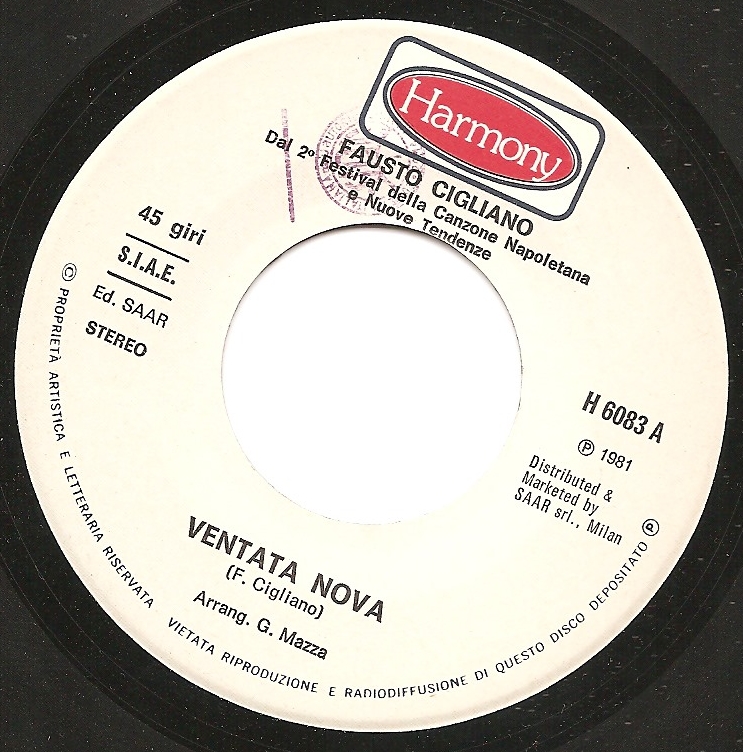 Harmony
FAUSTO CIGLIANO
Dal 2° Festival della Canzone Napoletana
e Nuove Tendenze
45 giri
S.I.A.E.
Ed. SAAR
STEREO
H 6083 A
℗ 1981
Distributed &
Marketed by
SAAR srl., Milan
VENTATA NOVA
(F. Cigliano)
Arrang. G. Mazza
© PROPRIETÀ ARTISTICA E LETTERARIA RISERVATA VIETATA RIPRODUZIONE E RADIODIFFUSIONE DI QUESTO DISCO DEPOSITATO ℗